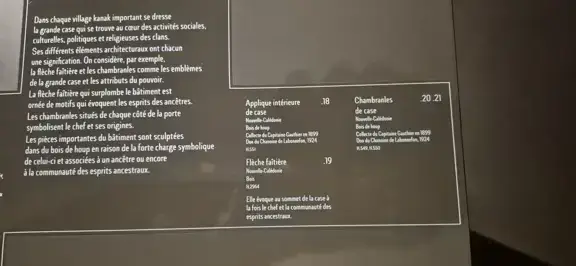 Dans chaque village kanak important se dresse
la grande case qui se trouve au cœur des activités sociales,
culturelles, politiques et religieuses des clans.
Ses différents éléments architecturaux ont chacun
une signification. On considère, par exemple,
la flèche faîtière et les chambranles comme les emblèmes
de la grande case et les attributs du pouvoir.
La flèche faîtière qui surplombe le bâtiment est
ornée de motifs qui évoquent les esprits des ancêtres.
Les chambranles situés de chaque côté de la porte
symbolisent le chef et ses origines.
Les pièces importantes du bâtiment sont sculptées
dans du bois de houp en raison de la forte charge symbolique
de celui-ci et associées à un ancêtre ou encore
à la communauté des esprits ancestraux.
Applique intérieure .18
de case
Nouvelle-Calédonie
Bois de houp
Collecte du Capitaine Gauthier en 1899
Don du Chanoine de 1924
Flèche faîtière .19
Nouvelle-Calédonie
Bois
H.2964
Elle évoque au sommet de la case à
la fois le chef et la communauté des
esprits ancestraux.
Chambranles .20 .21
de case
Nouvelle-Calédonie
Bois de houp
Collecte du Capitaine Gauthier en 1899
Don du Chanoine de 1924